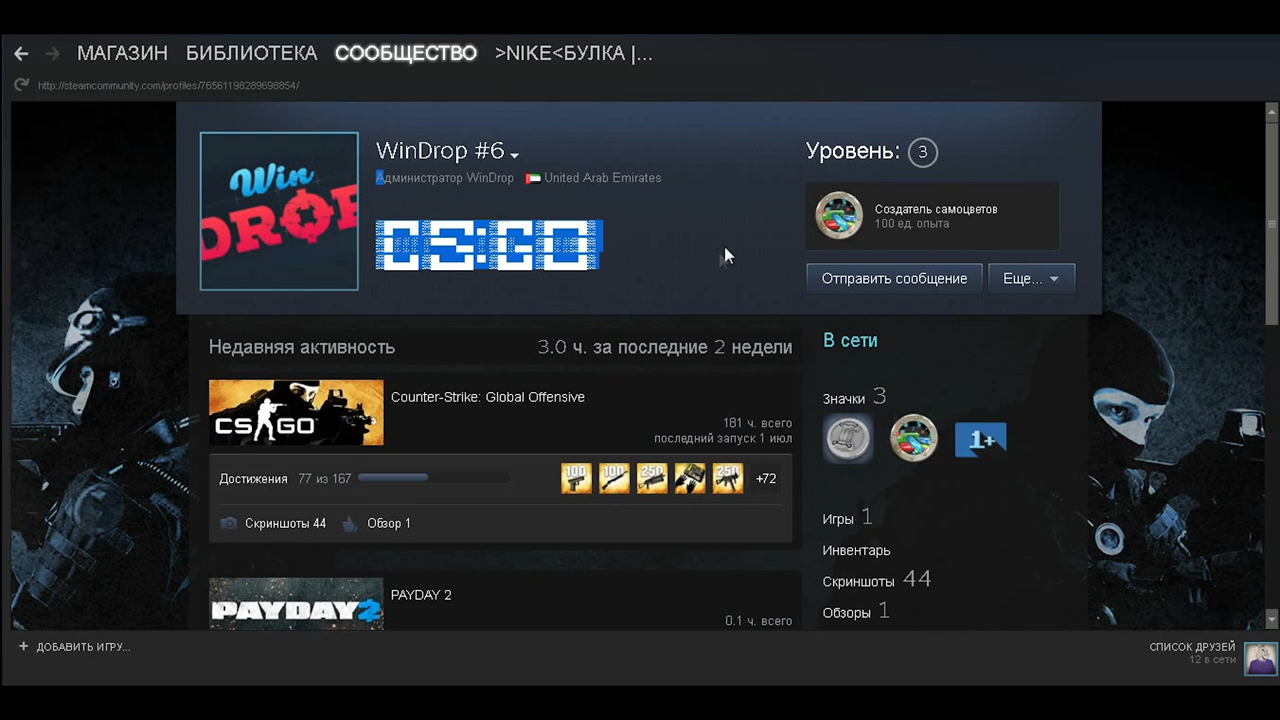 МАГАЗИН БИБЛИОТЕКА СООБЩЕСТВО >NIKE<БУЛКА |...
http://steamcommunity.com/profiles/76561198289698854/
Win
DROP
WinDrop #6
Администратор WinDrop United Arab Emirates
CS:GO
Уровень: 3
Создатель самоцветов
100 ед. опыта
Отправить сообщение Еще...
Недавняя активность 3.0 ч. за последние 2 недели
CS GO
Counter-Strike: Global Offensive
181 ч. всего
последний запуск 1 июл
Достижения 77 из 167 100 100 250 250 +72
Скриншоты 44 Обзор 1
PAYDAY 2
PAYDAY 2
0.1 ч. всего
В сети
Значки 3
1+
Игры 1
Инвентарь
Скриншоты 44
Обзоры 1
+ ДОБАВИТЬ ИГРУ...
СПИСОК ДРУЗЕЙ
12 в сети